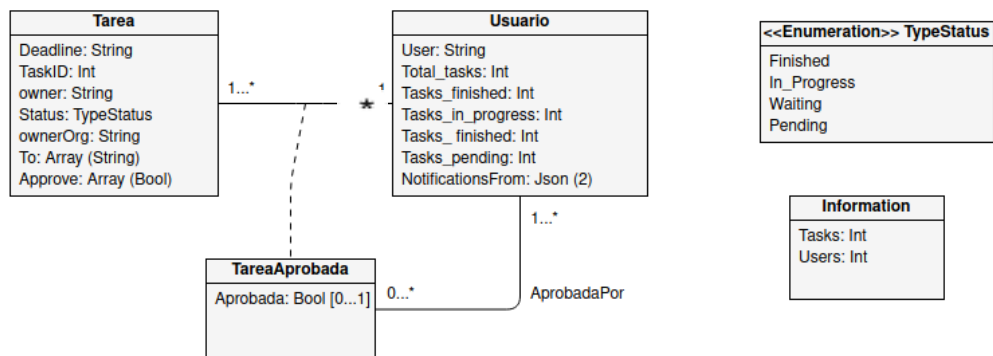 Tarea
Deadline: String
TaskID: Int
owner: String
Status: TypeStatus
ownerOrg: String
To: Array (String)
Approve: Array (Bool)
1...*
*
1
Usuario
User: String
Total_tasks: Int
Tasks_finished: Int
Tasks_in_progress: Int
Tasks_ finished: Int
Tasks_pending: Int
NotificationsFrom: Json (2)
<<Enumeration>> TypeStatus
Finished
In_Progress
Waiting
Pending
Information
Tasks: Int
Users: Int
1...*
TareaAprobada
Aprobada: Bool [0...1]
0...*
AprobadaPor